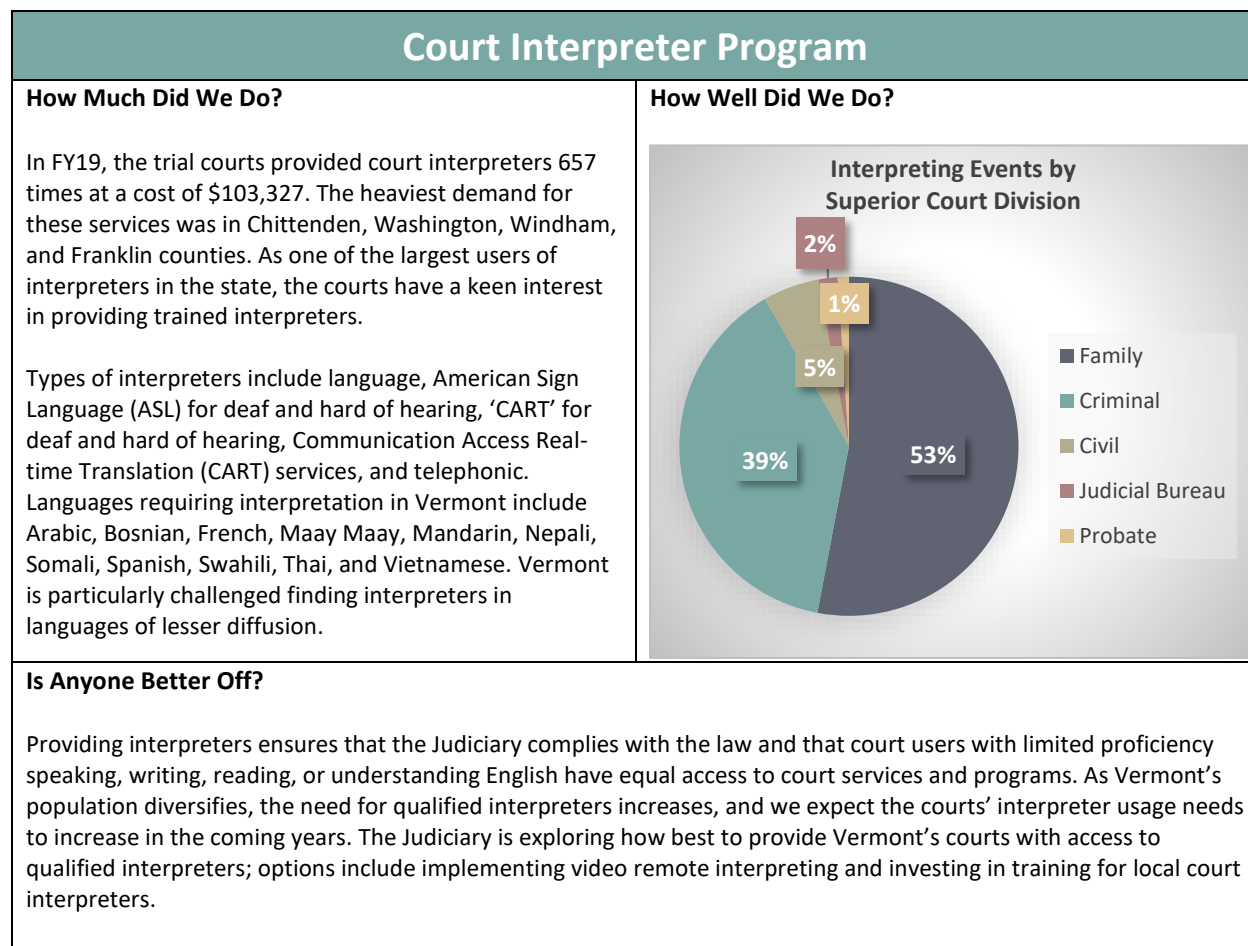 Court Interpreter Program
How Much Did We Do?
In FY19, the trial courts provided court interpreters 657
times at a cost of $103,327. The heaviest demand for
these services was in Chittenden, Washington, Windham,
and Franklin counties. As one of the largest users of
interpreters in the state, the courts have a keen interest
in providing trained interpreters.
Types of interpreters include language, American Sign
Language (ASL) for deaf and hard of hearing, ‘CART’ for
deaf and hard of hearing, Communication Access Real-
time Translation (CART) services, and telephonic.
Languages requiring interpretation in Vermont include
Arabic, Bosnian, French, Maay Maay, Mandarin, Nepali,
Somali, Spanish, Swahili, Thai, and Vietnamese. Vermont
is particularly challenged finding interpreters in
languages of lesser diffusion.
How Well Did We Do?
Interpreting Events by
Superior Court Division
2%
1%
5%
39%
53%
Family
Criminal
Civil
Judicial Bureau
Probate
Is Anyone Better Off?
Providing interpreters ensures that the Judiciary complies with the law and that court users with limited proficiency
speaking, writing, reading, or understanding English have equal access to court services and programs. As Vermont’s
population diversifies, the need for qualified interpreters increases, and we expect the courts’ interpreter usage needs
to increase in the coming years. The Judiciary is exploring how best to provide Vermont’s courts with access to
qualified interpreters; options include implementing video remote interpreting and investing in training for local court
interpreters.